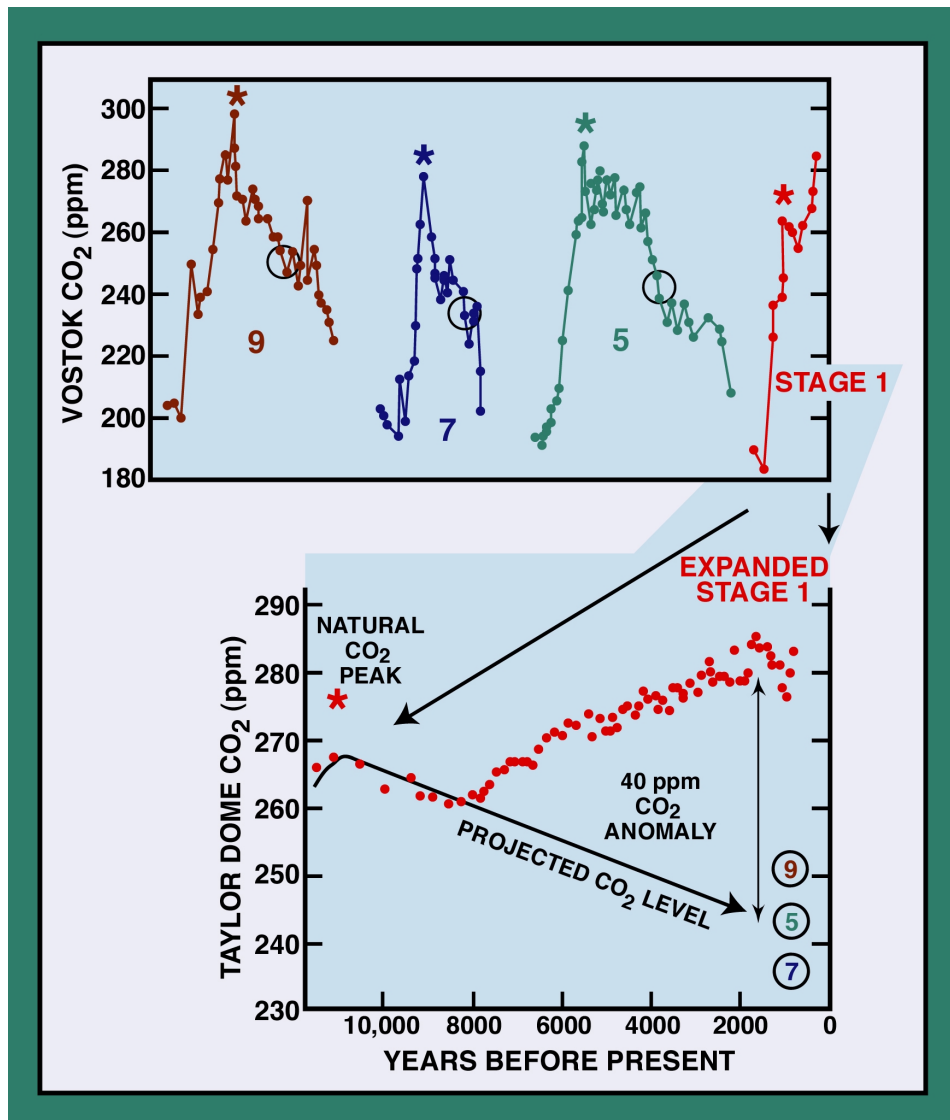 VOSTOK CO2 (ppm)
300
280
260
240
220
200
180
9
7
5
STAGE 1
EXPANDED
STAGE 1
TAYLOR DOME CO2 (ppm)
290
280
270
260
250
240
230
NATURAL
CO2
PEAK
40 ppm
CO2
ANOMALY
PROJECTED CO2 LEVEL
9
5
7
10,000 8000 6000 4000 2000 0
YEARS BEFORE PRESENT